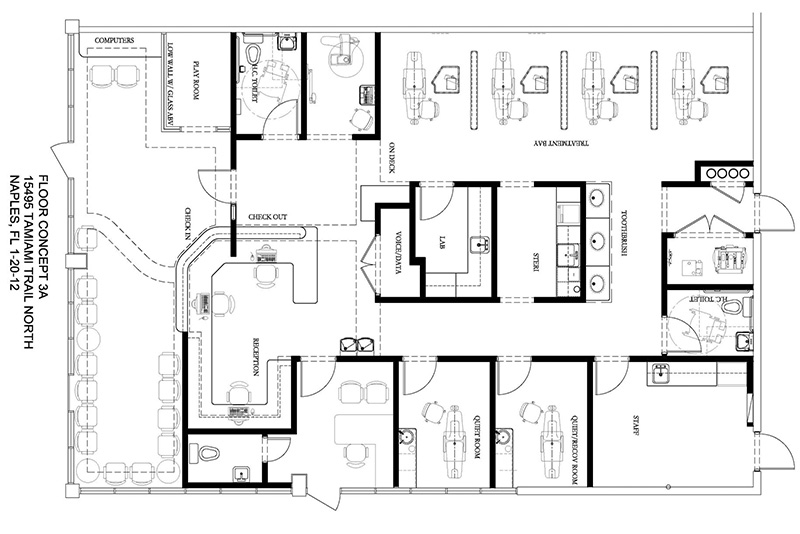 COMPUTERS
LOW WALL W/ GLASS ABV
PLAY ROOM
H.C. TOILET
ON DECK
TREATMENT BAY
CHECK IN
CHECK OUT
VOICE/DATA
LAB
STERI
TOOTHBRUSH
H.C. TOILET
RECEPTION
QUIET ROOM
QUIET/RECOV ROOM
STAFF
FLOOR CONCEPT 3A
15495 TAMIAMI TRAIL NORTH
NAPLES, FL 1-20-12